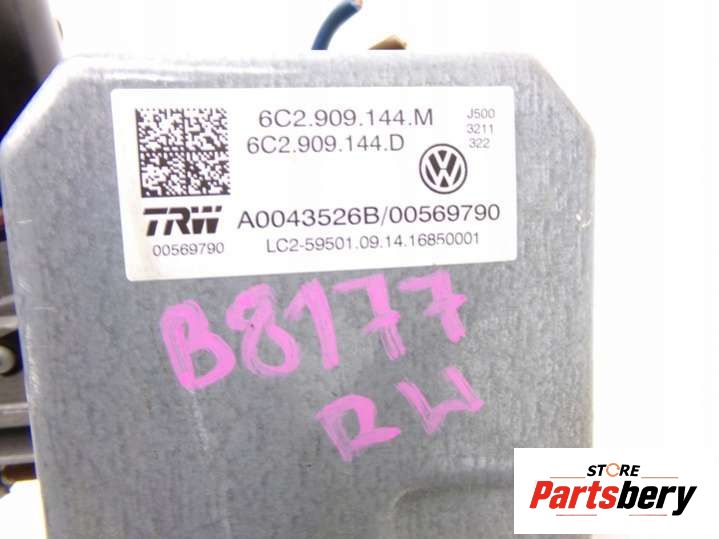 6C2.909.144.M
6C2.909.144.D
J500
3211
322
TRW
A0043526B/00569790
00569790
LC2-59501.09.14.16850001
B8177
RW
STORE
Partsbery